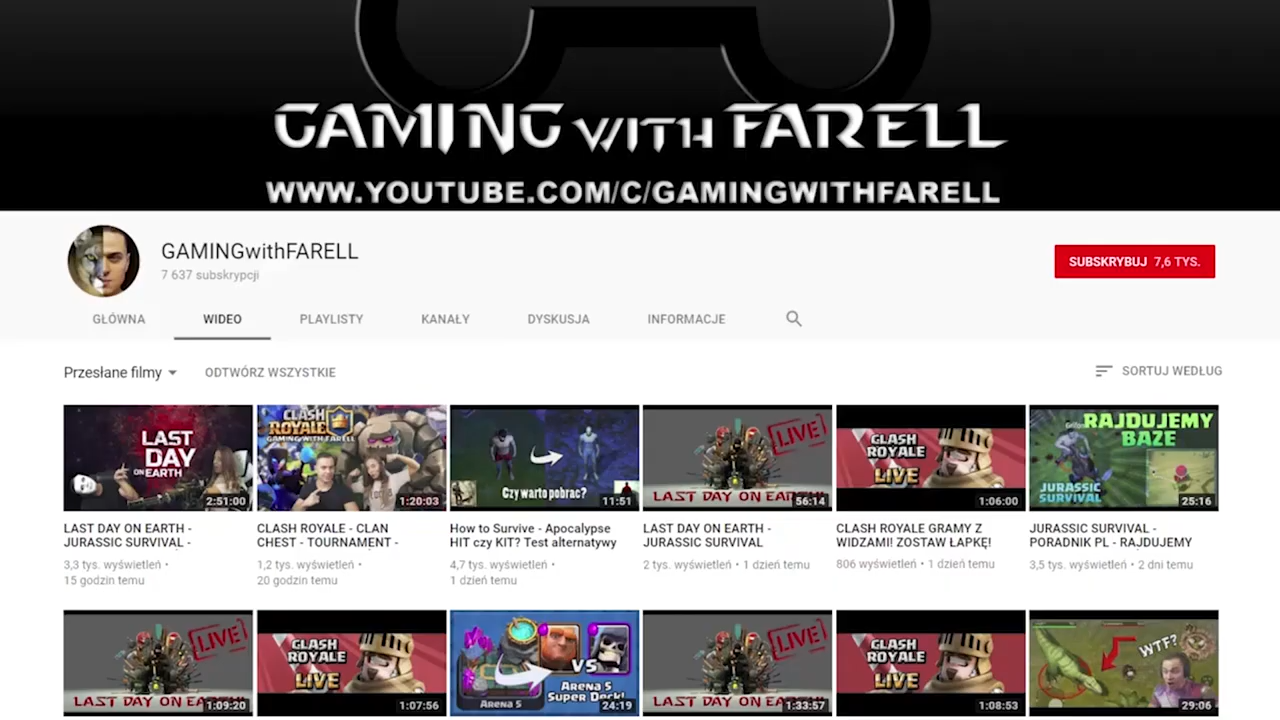 GAMING WITH FARELL
WWW.YOUTUBE.COM/C/GAMINGWITHFARELL
GAMINGwithFARELL
7 637 subskrypcji
SUBSKRYBUJ 7,6 TYS.
GŁÓWNA WIDEO PLAYLISTY KANAŁY DYSKUSJA INFORMACJE
Przesłane filmy ODTWÓRZ WSZYSTKIE SORTUJ WEDŁUG
LAST
DAY
ON EARTH
2:51:00
CLASH
ROYALE
GAMING WITH FARELL
1:20:03
Czy warto pobrac?
11:51
LIVE
LAST DAY ON EARTH
56:14
CLASH
ROYALE
LIVE
1:06:00
RAJDUJEMY
BAZE
JURASSIC
SURVIVAL
25:16
LAST DAY ON EARTH -
JURASSIC SURVIVAL -
3,3 tys. wyświetleń •
15 godzin temu
CLASH ROYALE - CLAN
CHEST - TOURNAMENT -
1,2 tys. wyświetleń •
20 godzin temu
How to Survive - Apocalypse
HIT czy KIT? Test alternatywy
4,7 tys. wyświetleń •
1 dzień temu
LAST DAY ON EARTH -
JURASSIC SURVIVAL
2 tys. wyświetleń • 1 dzień temu
CLASH ROYALE GRAMY Z
WIDZAMI! ZOSTAW ŁAPKĘ!
806 wyświetleń • 1 dzień temu
JURASSIC SURVIVAL -
PORADNIK PL - RAJDUJEMY
3,5 tys. wyświetleń • 2 dni temu
LIVE
LAST DAY ON EARTH
1:09:20
CLASH
ROYALE
LIVE
1:07:56
VS
Arena 5
Arena 5
Super Deck!
24:19
LIVE
LAST DAY ON EARTH
1:33:57
CLASH
ROYALE
LIVE
1:08:53
WTF?
29:06